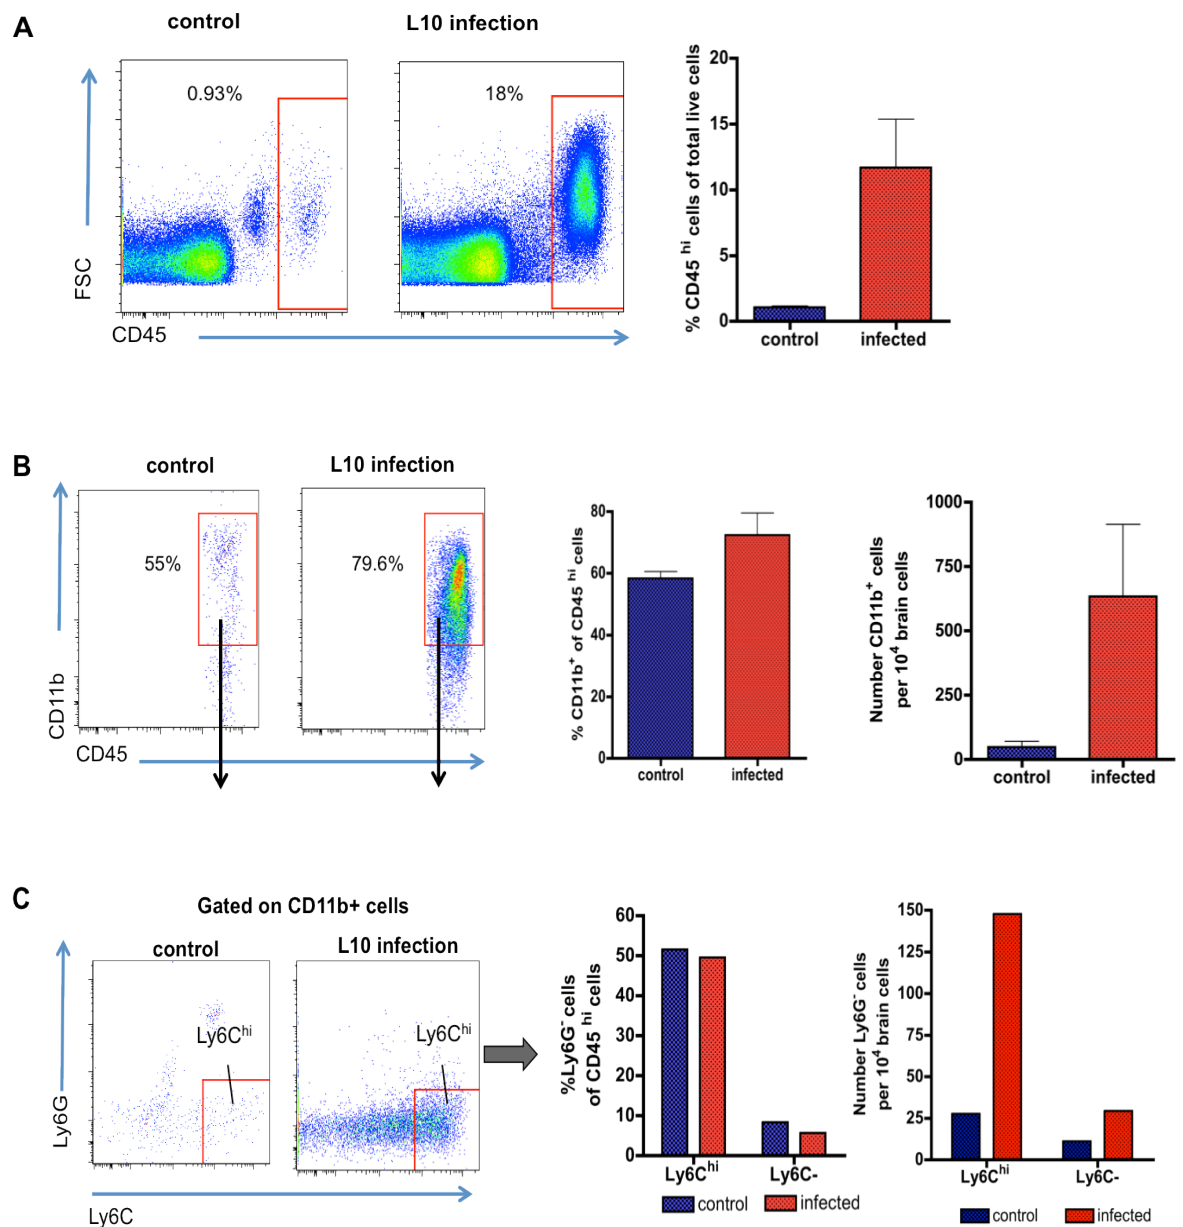 A
control
L10 infection
0.93%
18%
FSC
CD45
% CD45 hi cells of total live cells
20
15
10
5
0
control
infected
B
control
L10 infection
55%
79.6%
CD11b
CD45
% CD11b+ of CD45 hi cells
80
60
40
20
0
control
infected
Number CD11b+ cells
per 10^4 brain cells
1000
750
500
250
0
control
infected
C
Gated on CD11b+ cells
control
L10 infection
Ly6Chi
Ly6Chi
Ly6G
Ly6C
%Ly6G- cells
of CD45 hi cells
60
50
40
30
20
10
0
Ly6Chi
Ly6C-
control
infected
Number Ly6G- cells
per 10^4 brain cells
150
125
100
75
50
25
0
Ly6Chi
Ly6C-
control
infected